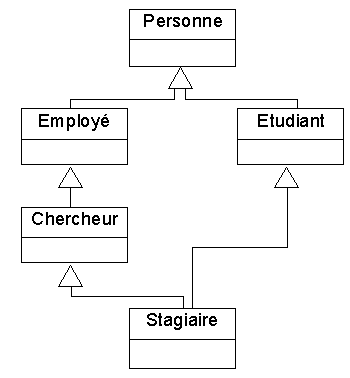 Personne
Employé
Etudiant
Chercheur
Stagiaire